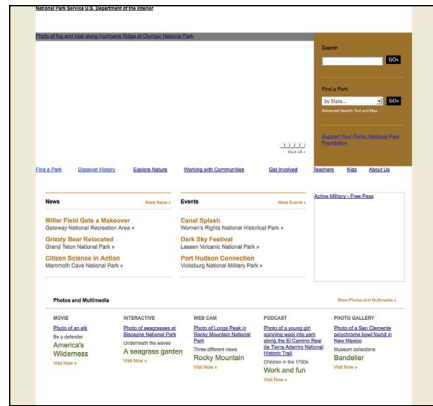 National Park Service U.S. Department of the Interior
Photo of fog and mist along Hurricane Ridge at Olympic National Park
Search
GO»
Find a Park
by State...
GO»
Advanced Search: Text and Map
Support Your Parks: National Park
Foundation
Find a Park
Discover History
Explore Nature
Working with Communities
Get Involved
Teachers
Kids
About Us
News
More News »
Miller Field Gets a Makeover
Gateway National Recreation Area »
Grizzly Bear Relocated
Grand Teton National Park »
Citizen Science in Action
Mammoth Cave National Park »
Events
More Events »
Canal Splash
Women's Rights National Historical Park »
Dark Sky Festival
Lassen Volcanic National Park »
Port Hudson Connection
Vicksburg National Military Park »
Active Military - Free Pass
Photos and Multimedia
More Photos and Multimedia »
MOVIE
Photo of an elk
Be a defender
America's
Wilderness
Visit Now »
INTERACTIVE
Photo of seagrasses at
Biscayne National Park
Underneath the waves
A seagrass garden
Visit Now »
WEB CAM
Photo of Longs Peak in
Rocky Mountain National
Park
Three different views
Rocky Mountain
Visit Now »
PODCAST
Photo of a young girl
spinning wool into yarn
along the El Camino Real
de Tierra Adentro National
Historic Trail
Children in the 1700s
Work and fun
Visit Now »
PHOTO GALLERY
Photo of a San Clemente
polychrome bowl found in
New Mexico
Museum collections
Bandelier
Visit Now »